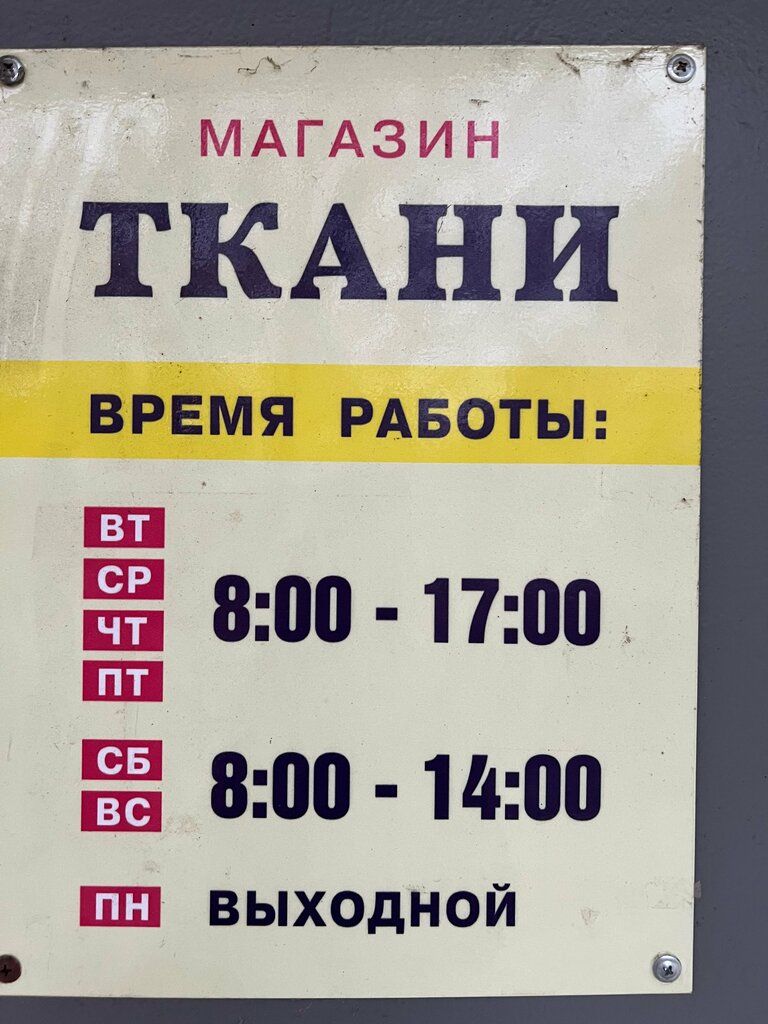 МАГАЗИН
ТКАНИ
ВРЕМЯ РАБОТЫ:
ВТ
СР
ЧТ
ПТ
8:00 - 17:00
СБ
ВС
8:00 - 14:00
ПН ВЫХОДНОЙ